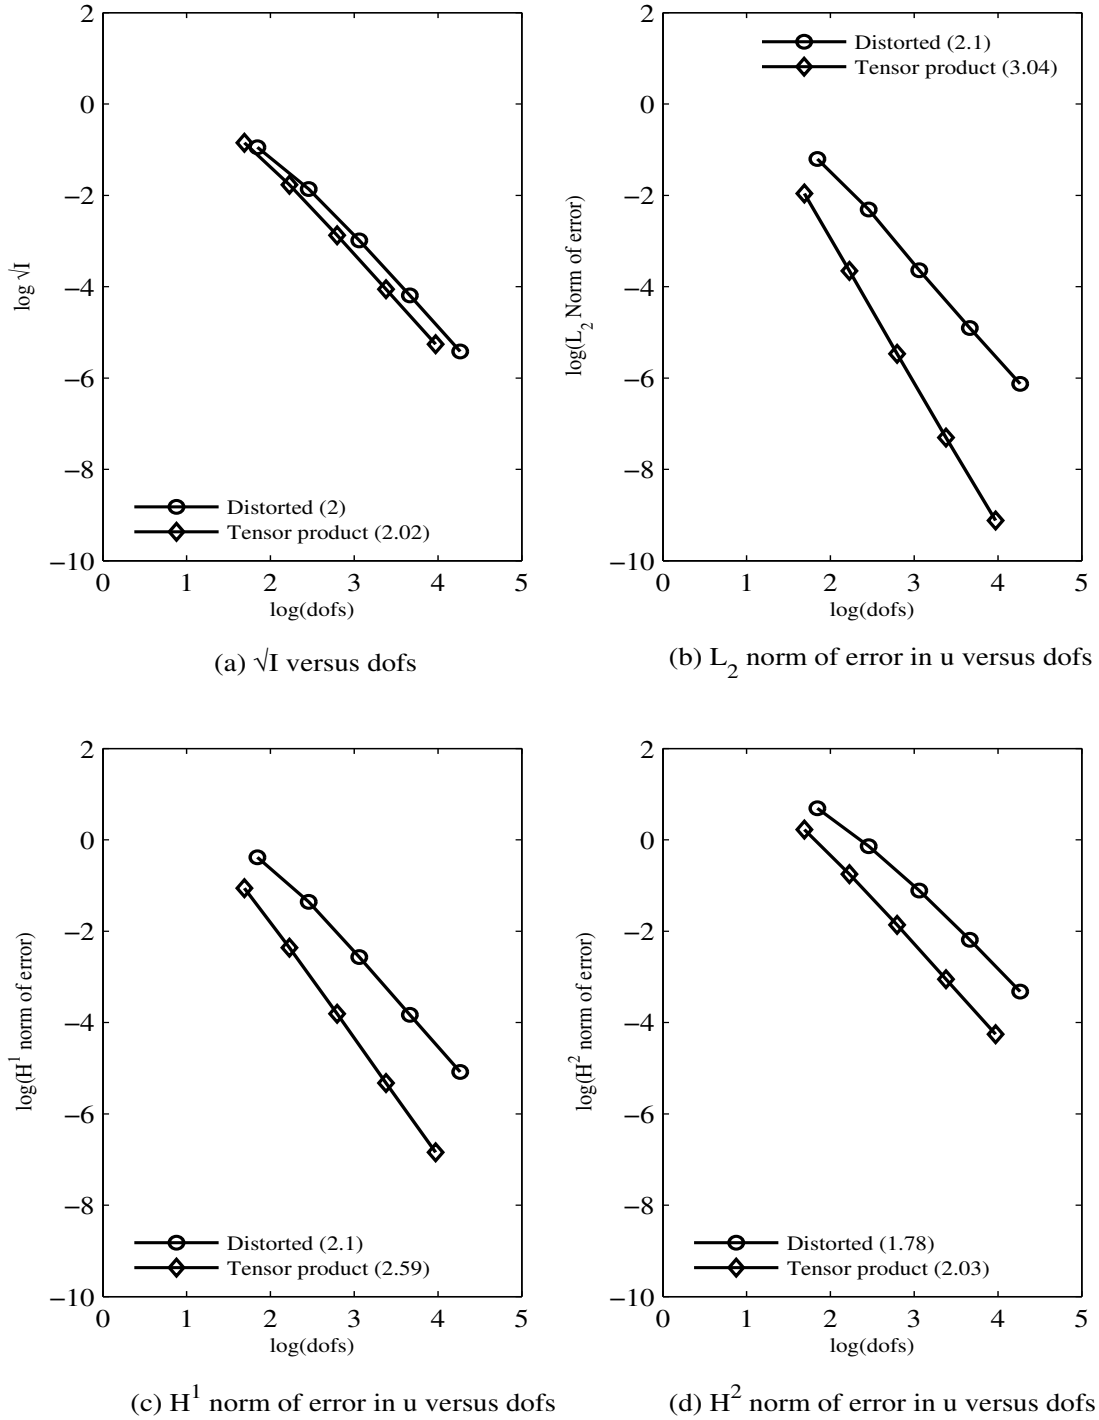 2
0
−2
−4
−6
−8
−10
0
1
2
3
4
5
log √I
log(dofs)
Distorted (2)
Tensor product (2.02)
(a) √I versus dofs
2
0
−2
−4
−6
−8
−10
0
1
2
3
4
5
log(L2 Norm of error)
log(dofs)
Distorted (2.1)
Tensor product (3.04)
(b) L2 norm of error in u versus dofs
2
0
−2
−4
−6
−8
−10
0
1
2
3
4
5
log(H1 norm of error)
log(dofs)
Distorted (2.1)
Tensor product (2.59)
(c) H1 norm of error in u versus dofs
2
0
−2
−4
−6
−8
−10
0
1
2
3
4
5
log(H2 norm of error)
log(dofs)
Distorted (1.78)
Tensor product (2.03)
(d) H2 norm of error in u versus dofs